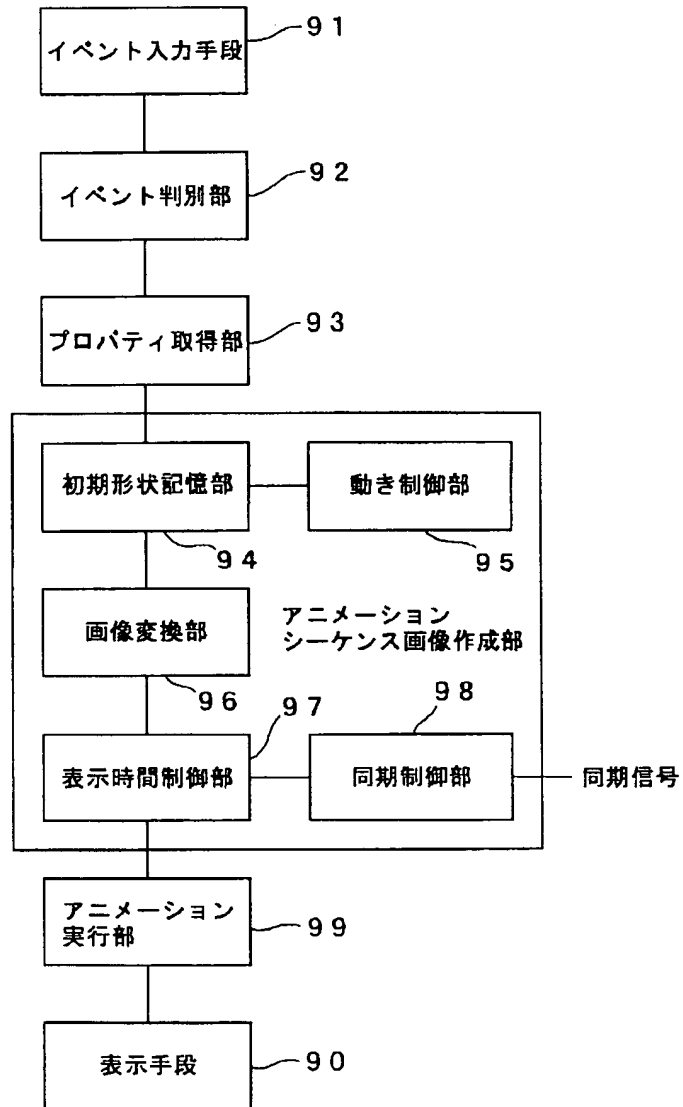 イベント入力手段
91
イベント判別部
92
プロパティ取得部
93
初期形状記憶部
94
動き制御部
95
画像変換部
96
アニメーション
シーケンス画像作成部
表示時間制御部
97
同期制御部
98
同期信号
アニメーション
実行部
99
表示手段
90